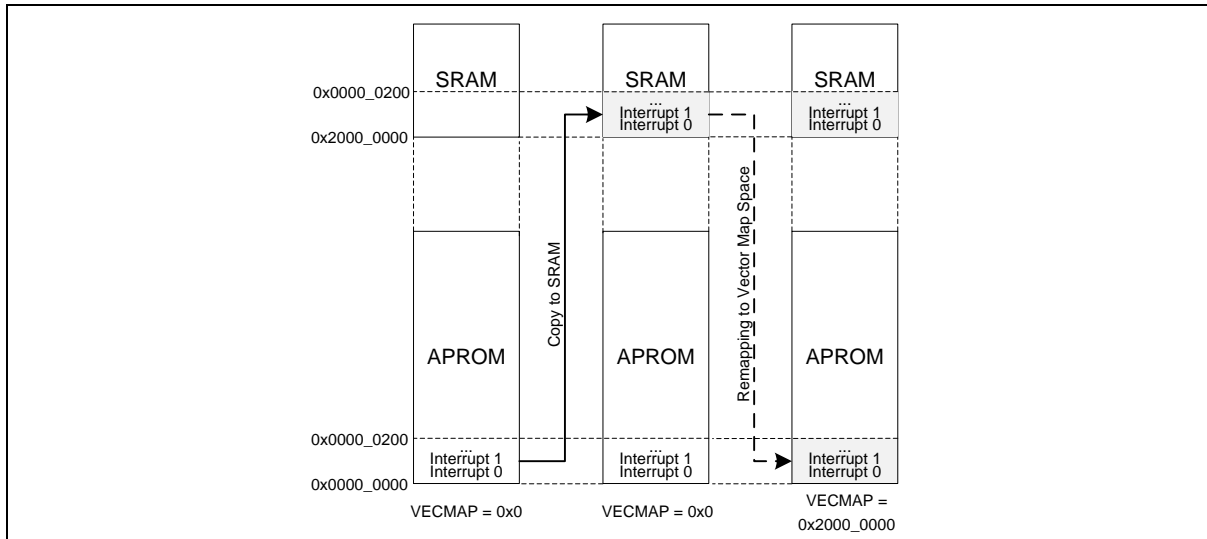 SRAM
SRAM
SRAM
0x0000_0200
...
Interrupt 1
Interrupt 0
...
Interrupt 1
Interrupt 0
0x2000_0000
Copy to SRAM
Remapping to Vector Map Space
APROM
APROM
APROM
0x0000_0200
...
Interrupt 1
Interrupt 0
...
Interrupt 1
Interrupt 0
...
Interrupt 1
Interrupt 0
0x0000_0000
VECMAP = 0x0
VECMAP = 0x0
VECMAP =
0x2000_0000